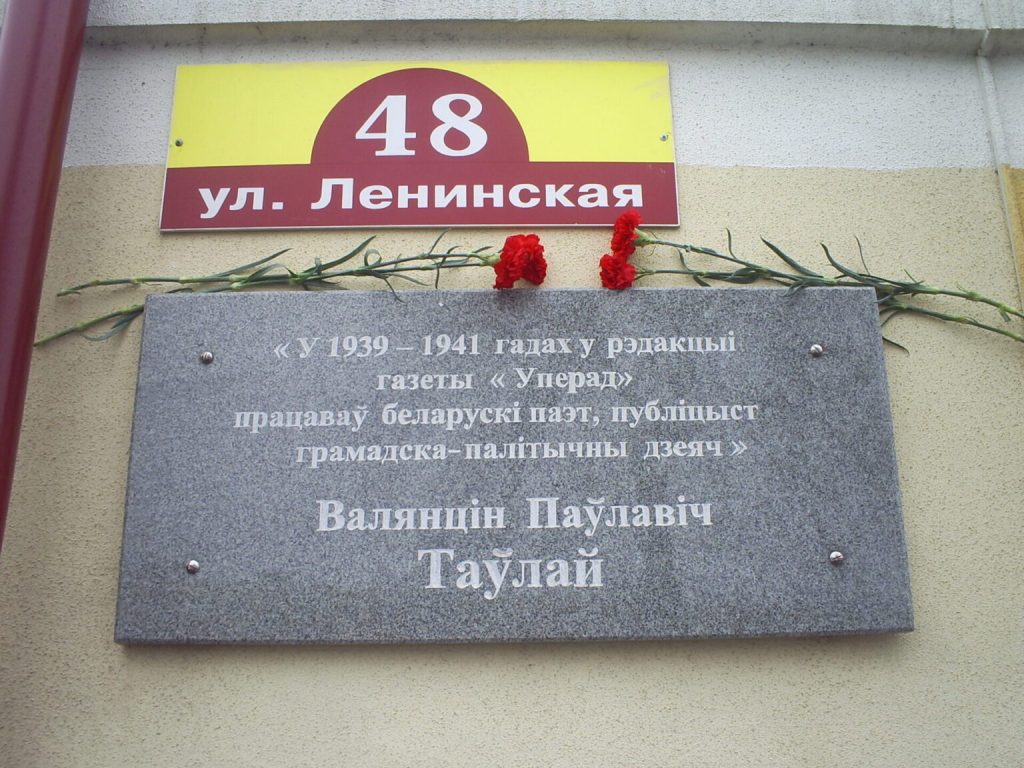 48
ул. Ленинская
« У 1939 – 1941 гадах у рэдакцыі
газеты « Уперад»
працаваў беларускі паэт, публіцыст
грамадска-палітычны дзеяч »
Валянцін Паўлавіч
Таўлай